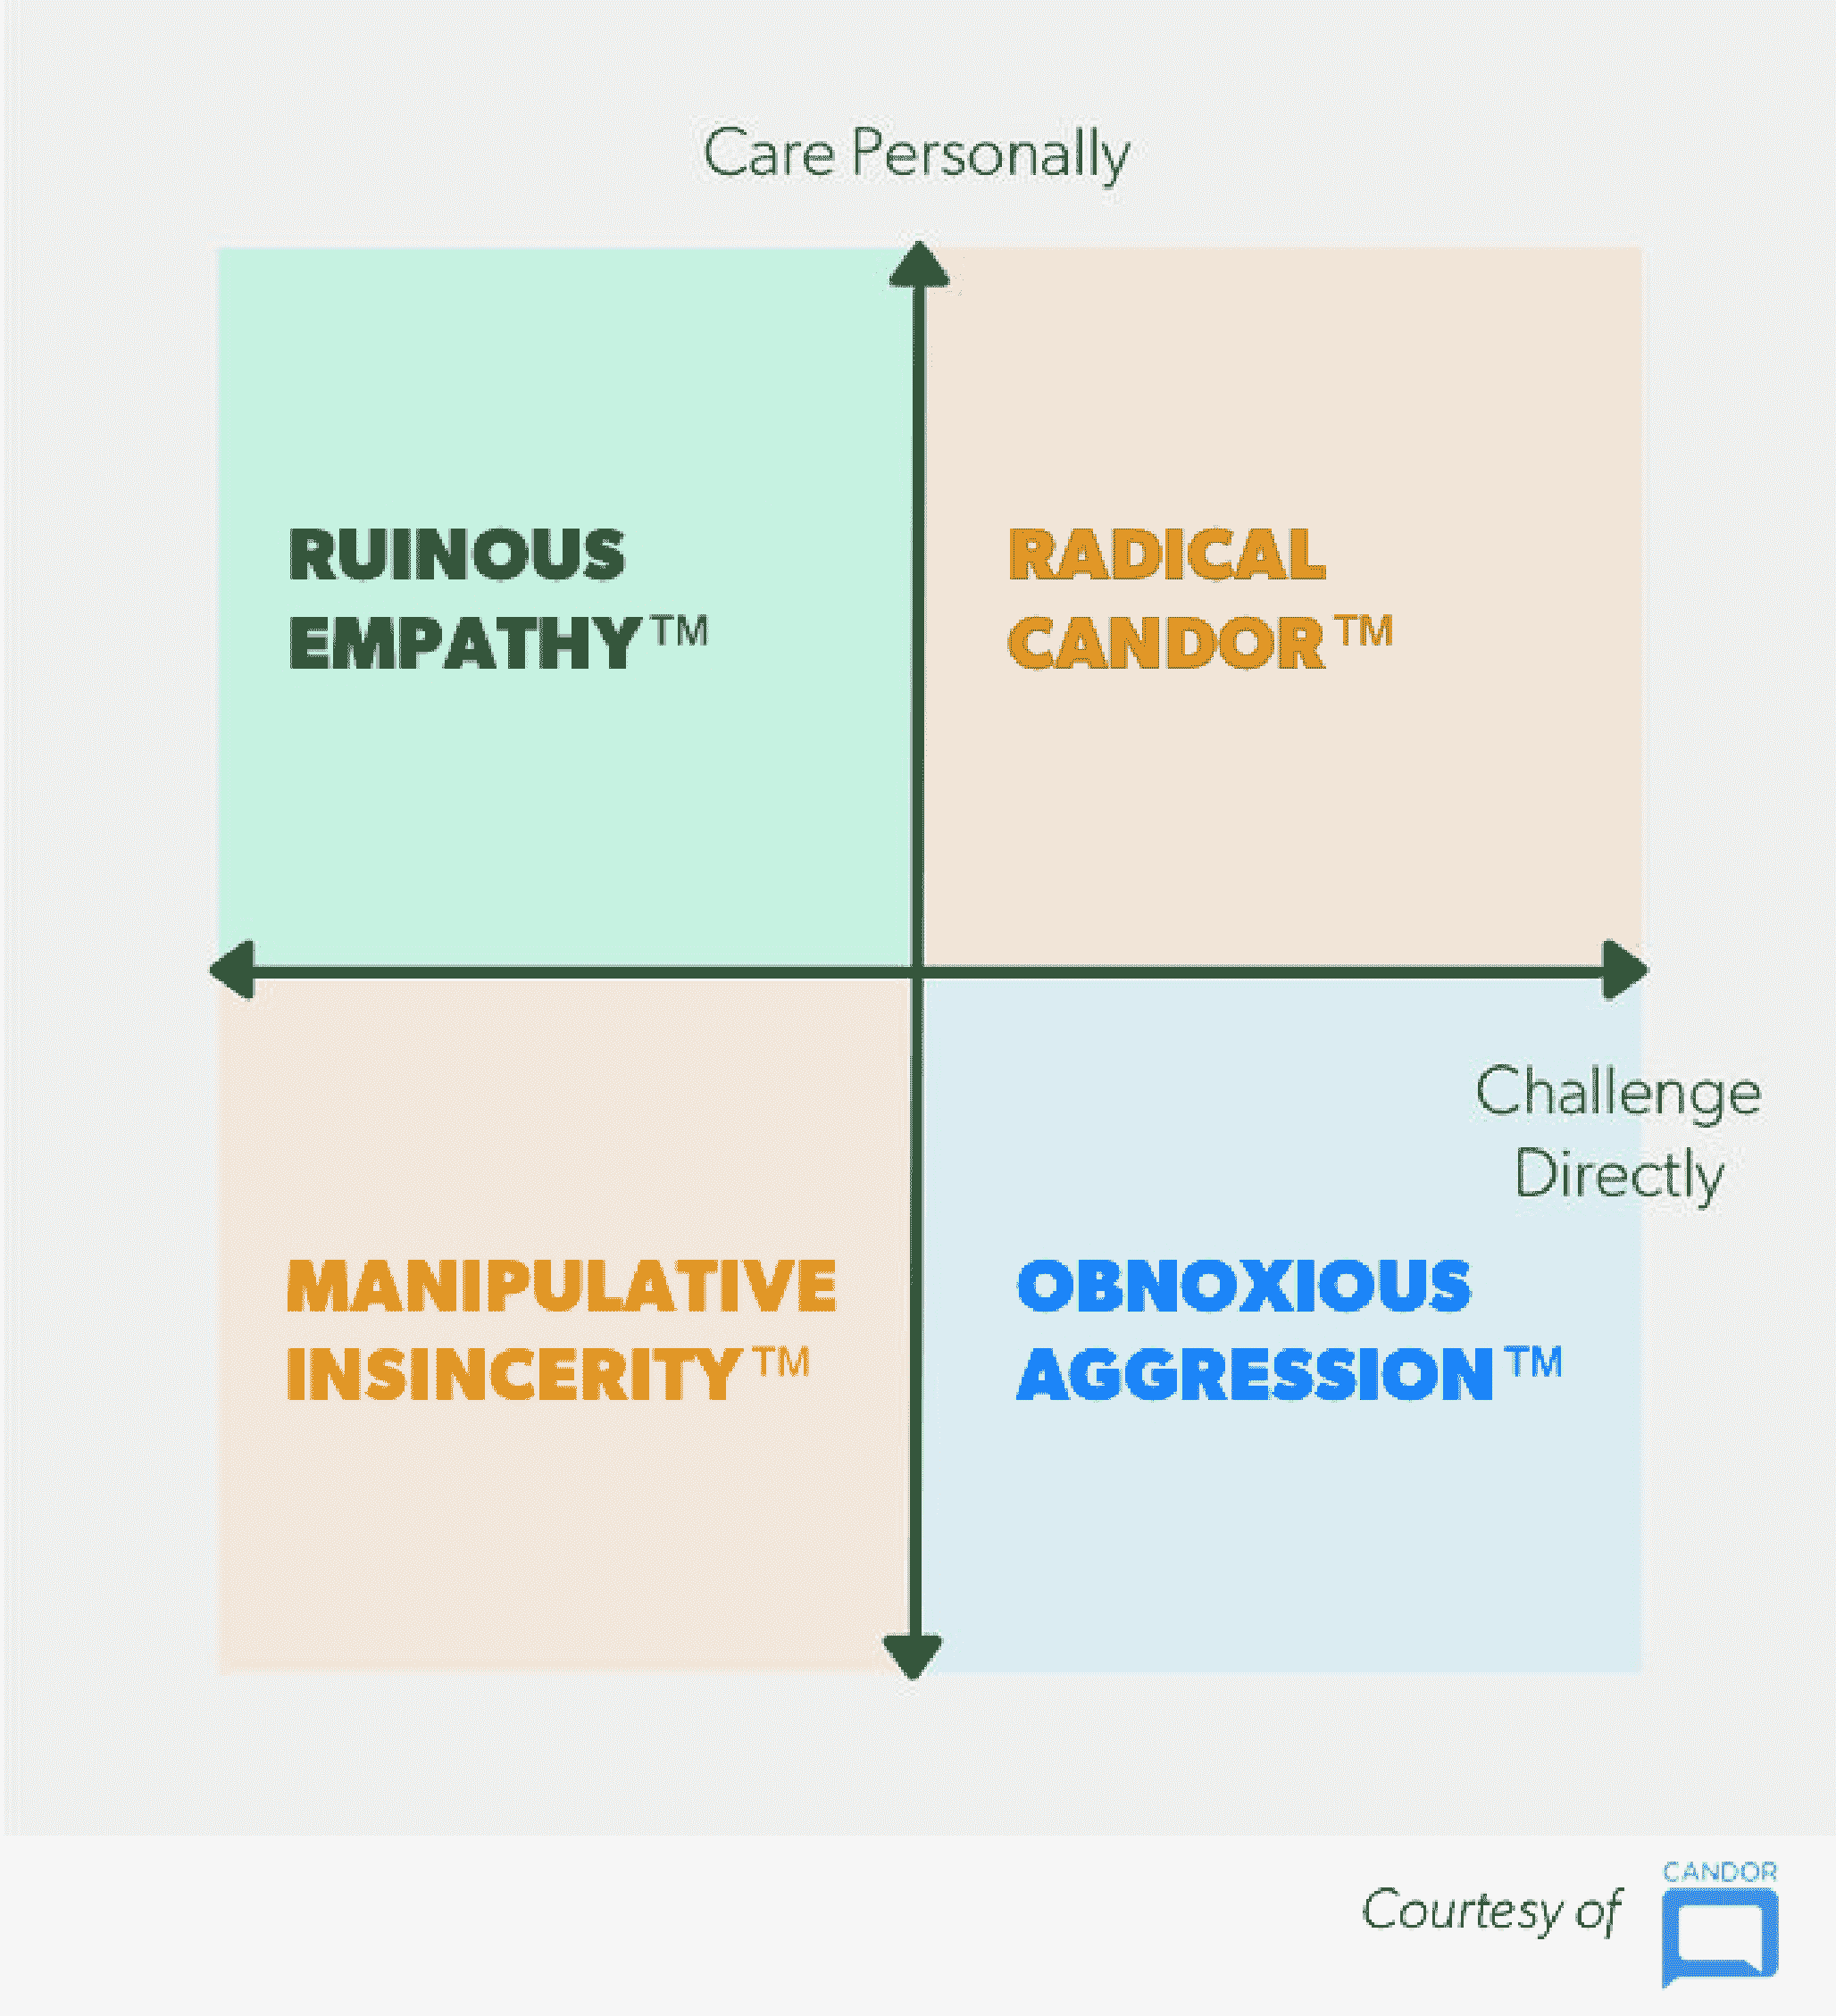 Care Personally
RUINOUS
EMPATHY™
RADICAL
CANDOR™
Challenge
Directly
MANIPULATIVE
INSINCERITY™
OBNOXIOUS
AGGRESSION™
Courtesy of
CANDOR